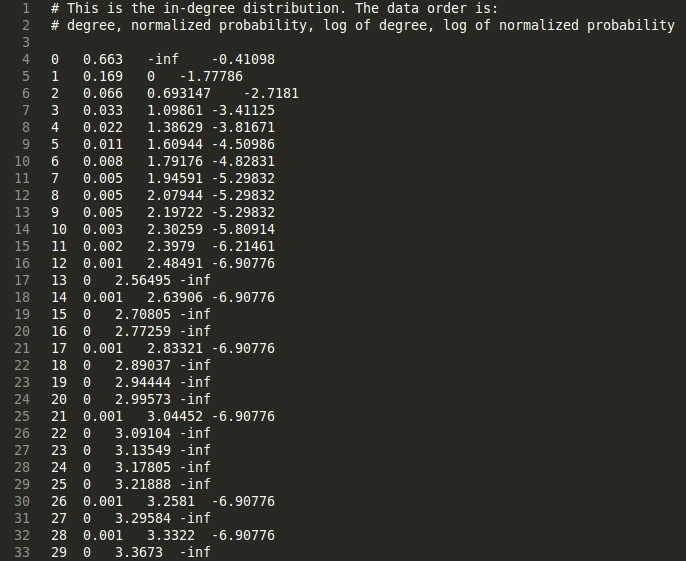 1 # This is the in-degree distribution. The data order is:
2 # degree, normalized probability, log of degree, log of normalized probability
3
4 0 0.663 -inf -0.41098
5 1 0.169 0 -1.77786
6 2 0.066 0.693147 -2.7181
7 3 0.033 1.09861 -3.41125
8 4 0.022 1.38629 -3.81671
9 5 0.011 1.60944 -4.50986
10 6 0.008 1.79176 -4.82831
11 7 0.005 1.94591 -5.29832
12 8 0.005 2.07944 -5.29832
13 9 0.005 2.19722 -5.29832
14 10 0.003 2.30259 -5.80914
15 11 0.002 2.3979 -6.21461
16 12 0.001 2.48491 -6.90776
17 13 0 2.56495 -inf
18 14 0.001 2.63906 -6.90776
19 15 0 2.70805 -inf
20 16 0 2.77259 -inf
21 17 0.001 2.83321 -6.90776
22 18 0 2.89037 -inf
23 19 0 2.94444 -inf
24 20 0 2.99573 -inf
25 21 0.001 3.04452 -6.90776
26 22 0 3.09104 -inf
27 23 0 3.13549 -inf
28 24 0 3.17805 -inf
29 25 0 3.21888 -inf
30 26 0.001 3.2581 -6.90776
31 27 0 3.29584 -inf
32 28 0.001 3.3322 -6.90776
33 29 0 3.3673 -inf